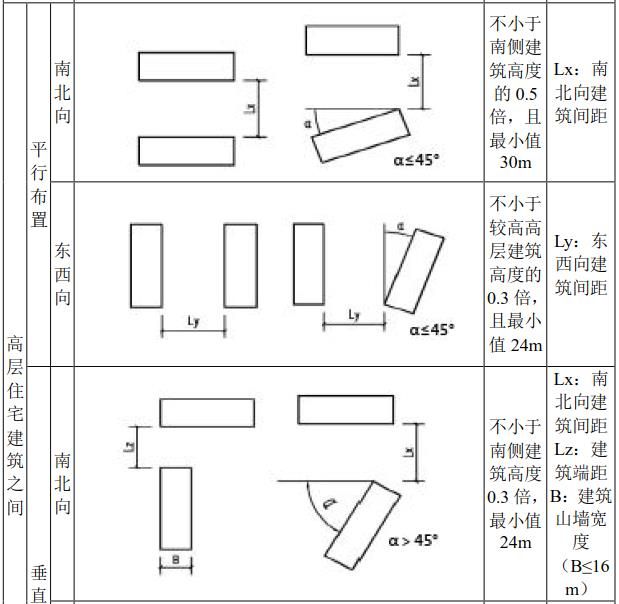 高层住宅建筑之间
平行布置
南北向
Lx
Lx
α
α≤45°
不小于
南侧建
筑高度
的 0.5
倍，且
最小值
30m
Lx：南
北向建
筑间距
东西向
Ly
Ly
α
α≤45°
不小于
较高高
层建筑
高度的
0.3 倍，
且最小
值 24m
Ly：东
西向建
筑间距
垂直
南北向
Lz
B
Lx
α
α＞45°
不小于
南侧建
筑高度
0.3 倍，
最小值
24m
Lx：南
北向建
筑间距
Lz：建
筑端距
B：建筑
山墙宽
度
（B≤16
m）